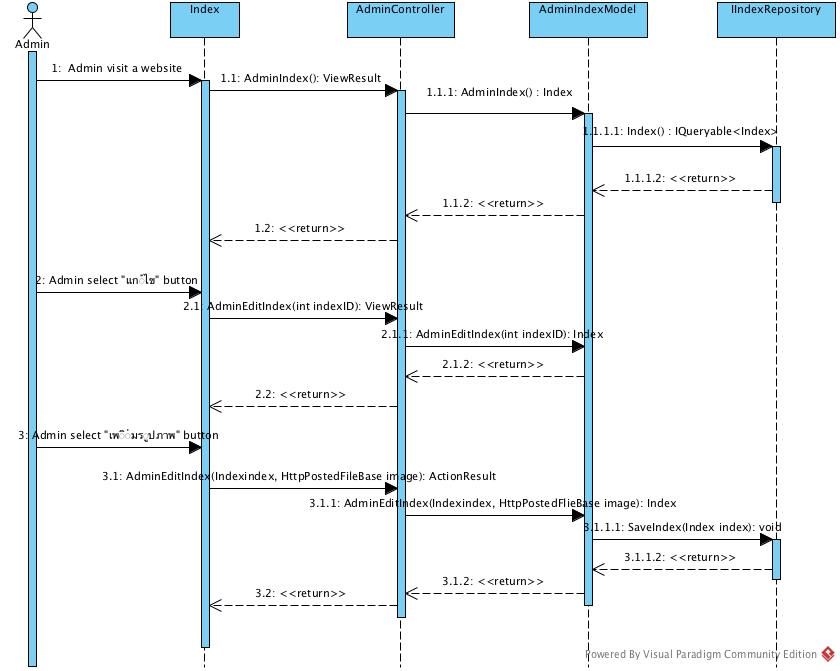 Index
AdminController
AdminIndexModel
IIndexRepository
Admin
1: Admin visit a website
1.1: AdminIndex(): ViewResult
1.1.1: AdminIndex() : Index
1.1.1.1: Index() : IQueryable<Index>
1.1.1.2: <<return>>
1.1.2: <<return>>
1.2: <<return>>
2: Admin select "แก้ไข" button
2.1: AdminEditIndex(int indexID): ViewResult
2.1.1: AdminEditIndex(int indexID): Index
2.1.2: <<return>>
2.2: <<return>>
3: Admin select "เพิ่มรูปภาพ" button
3.1: AdminEditIndex(Indexindex, HttpPostedFileBase image): ActionResult
3.1.1: AdminEditIndex(Indexindex, HttpPostedFlieBase image): Index
3.1.1.1: SaveIndex(Index index): void
3.1.1.2: <<return>>
3.1.2: <<return>>
3.2: <<return>>
Powered By Visual Paradigm Community Edition